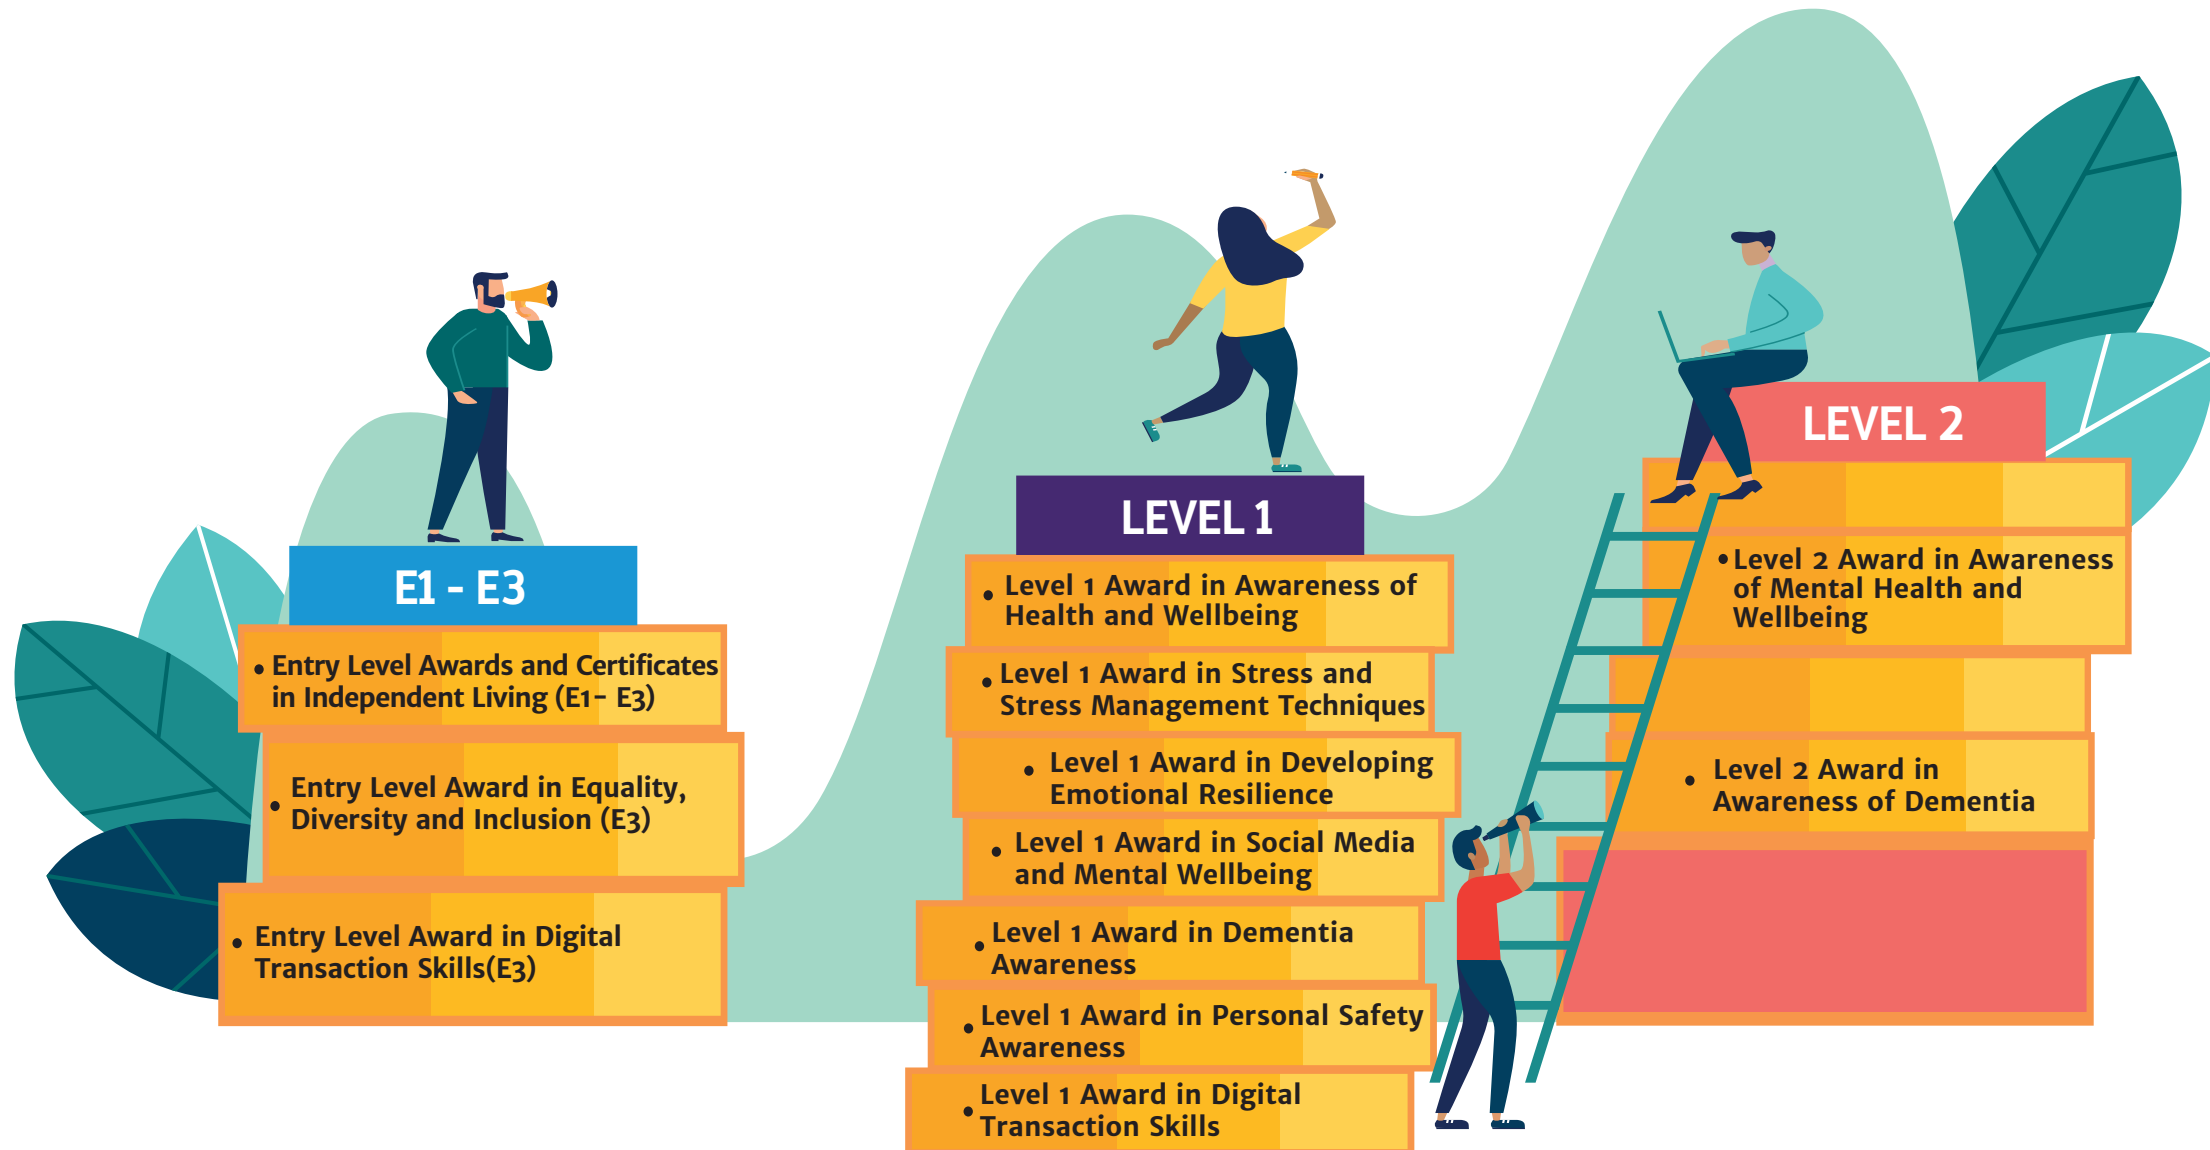 E1 - E3
• Entry Level Awards and Certificates
in Independent Living (E1- E3)
• Entry Level Award in Equality,
Diversity and Inclusion (E3)
• Entry Level Award in Digital
Transaction Skills(E3)
LEVEL 1
• Level 1 Award in Awareness of
Health and Wellbeing
• Level 1 Award in Stress and
Stress Management Techniques
• Level 1 Award in Developing
Emotional Resilience
• Level 1 Award in Social Media
and Mental Wellbeing
• Level 1 Award in Dementia
Awareness
• Level 1 Award in Personal Safety
Awareness
• Level 1 Award in Digital
Transaction Skills
LEVEL 2
• Level 2 Award in Awareness
of Mental Health and
Wellbeing
• Level 2 Award in
Awareness of Dementia